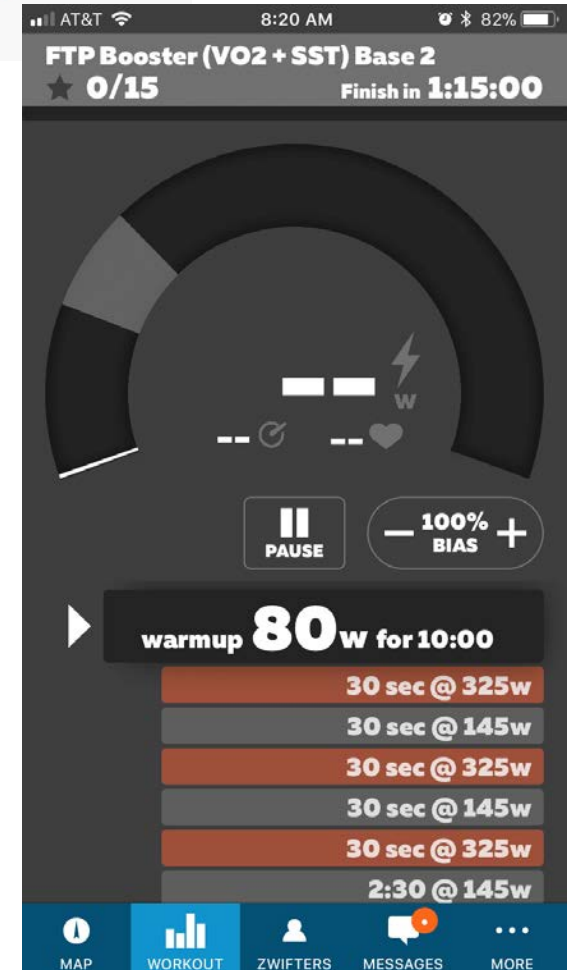 AT&T 8:20 AM 82%
FTP Booster (VO2 + SST) Base 2
0/15 Finish in 1:15:00
-- w
-- --
PAUSE
− 100% +
BIAS
warmup 80w for 10:00
30 sec @ 325w
30 sec @ 145w
30 sec @ 325w
30 sec @ 145w
30 sec @ 325w
2:30 @ 145w
MAP WORKOUT ZWIFTERS MESSAGES MORE